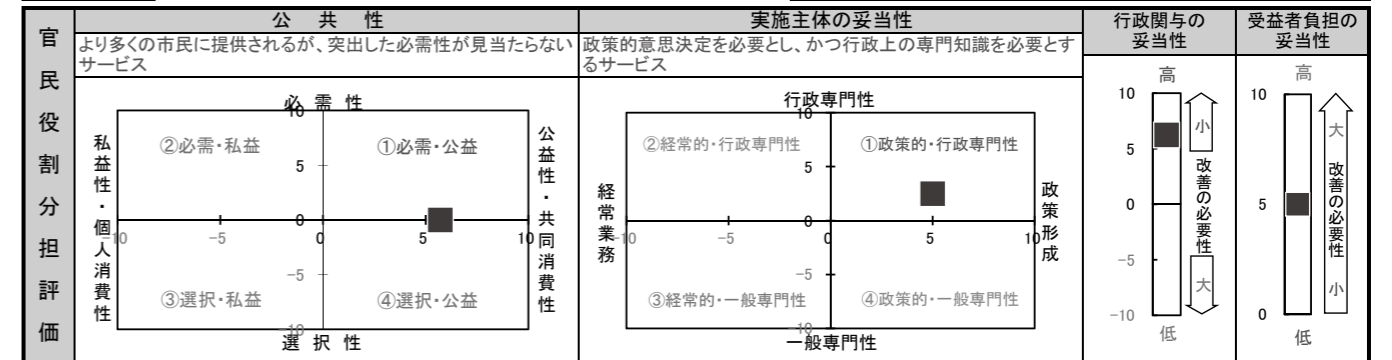 官民役割分担評価
公 共 性
より多くの市民に提供されるが、突出した必需性が見当たらない
サービス
必 需 性
10
②必需・私益
①必需・公益
5
私益性・個人消費性
公益性・共同消費性
0
-10
-5
0
5
10
-5
③選択・私益
④選択・公益
-10
選 択 性
実施主体の妥当性
政策的意思決定を必要とし、かつ行政上の専門知識を必要とす
るサービス
行政専門性
10
②経常的・行政専門性
①政策的・行政専門性
5
経常業務
政策形成
0
-10
-5
0
5
10
-5
③経常的・一般専門性
④政策的・一般専門性
-10
一般専門性
行政関与の
妥当性
高
10
5
0
-5
-10
低
小
改善の必要性
大
受益者負担の
妥当性
高
10
5
0
低
大
改善の必要性
小